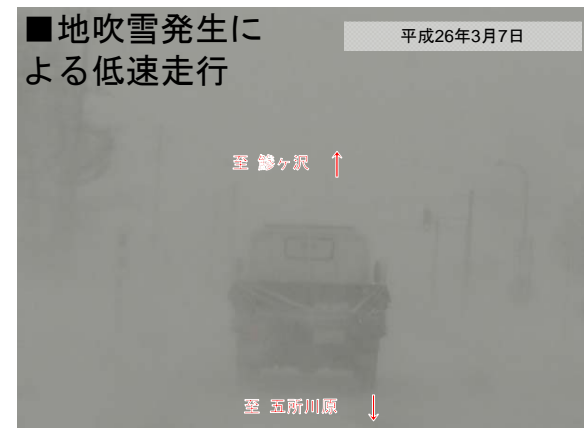 ■地吹雪発生に
よる低速走行
平成26年3月7日
至 鰺ヶ沢 ↑
至 五所川原 ↓